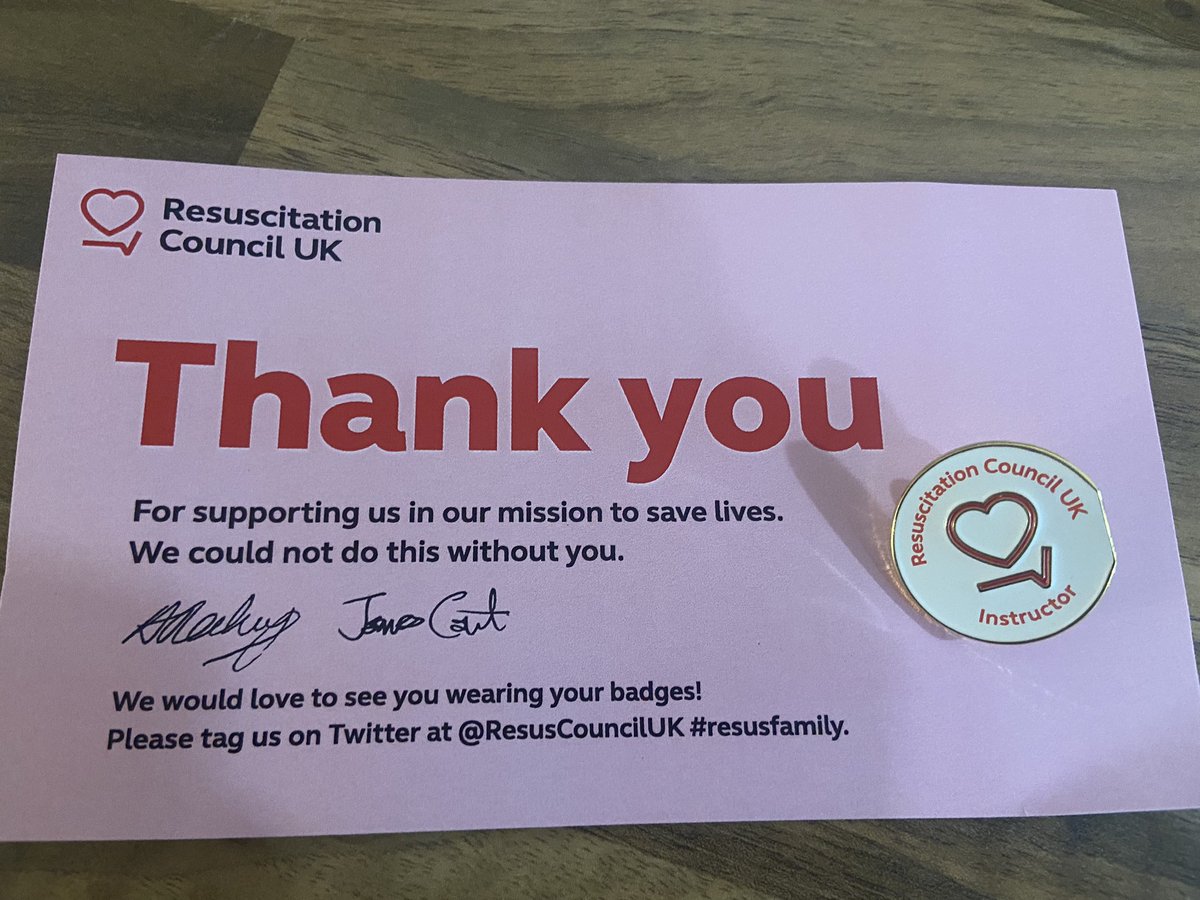 Resuscitation
Council UK
Thank you
For supporting us in our mission to save lives.
We could not do this without you.
James Cant
We would love to see you wearing your badges!
Please tag us on Twitter at @ResusCouncilUK #resusfamily.
Resuscitation Council UK
Instructor